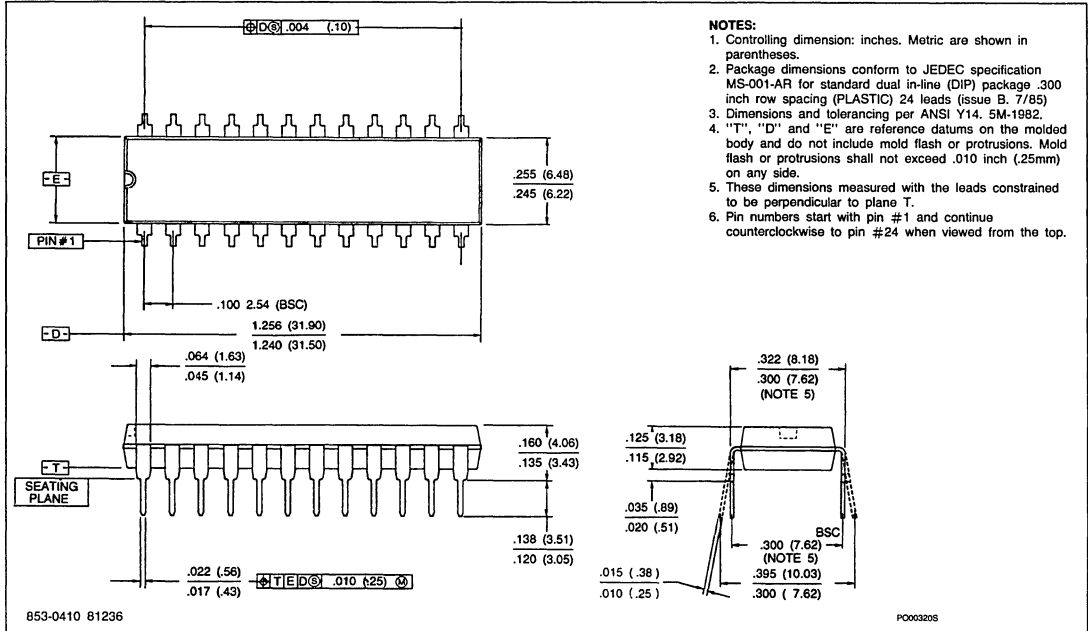 ⌖ D Ⓢ .004 (.10)
NOTES:
1. Controlling dimension: inches. Metric are shown in
parentheses.
2. Package dimensions conform to JEDEC specification
MS-001-AR for standard dual in-line (DIP) package .300
inch row spacing (PLASTIC) 24 leads (issue B. 7/85)
3. Dimensions and tolerancing per ANSI Y14. 5M-1982.
4. "T", "D" and "E" are reference datums on the molded
body and do not include mold flash or protrusions. Mold
flash or protrusions shall not exceed .010 inch (.25mm)
on any side.
5. These dimensions measured with the leads constrained
to be perpendicular to plane T.
6. Pin numbers start with pin #1 and continue
counterclockwise to pin #24 when viewed from the top.
-E-
.255 (6.48)
.245 (6.22)
PIN#1
.100 2.54 (BSC)
-D-
1.256 (31.90)
1.240 (31.50)
.064 (1.63)
.045 (1.14)
.322 (8.18)
.300 (7.62)
(NOTE 5)
.160 (4.06)
.135 (3.43)
.125 (3.18)
.115 (2.92)
-T-
SEATING
PLANE
.035 (.89)
.020 (.51)
.138 (3.51)
.120 (3.05)
BSC
.300 (7.62)
(NOTE 5)
.022 (.56)
.017 (.43)
⌖ T E D Ⓢ .010 (.25) Ⓜ
.015 (.38)
.010 (.25)
.395 (10.03)
.300 ( 7.62)
853-0410 81236
PO00320S